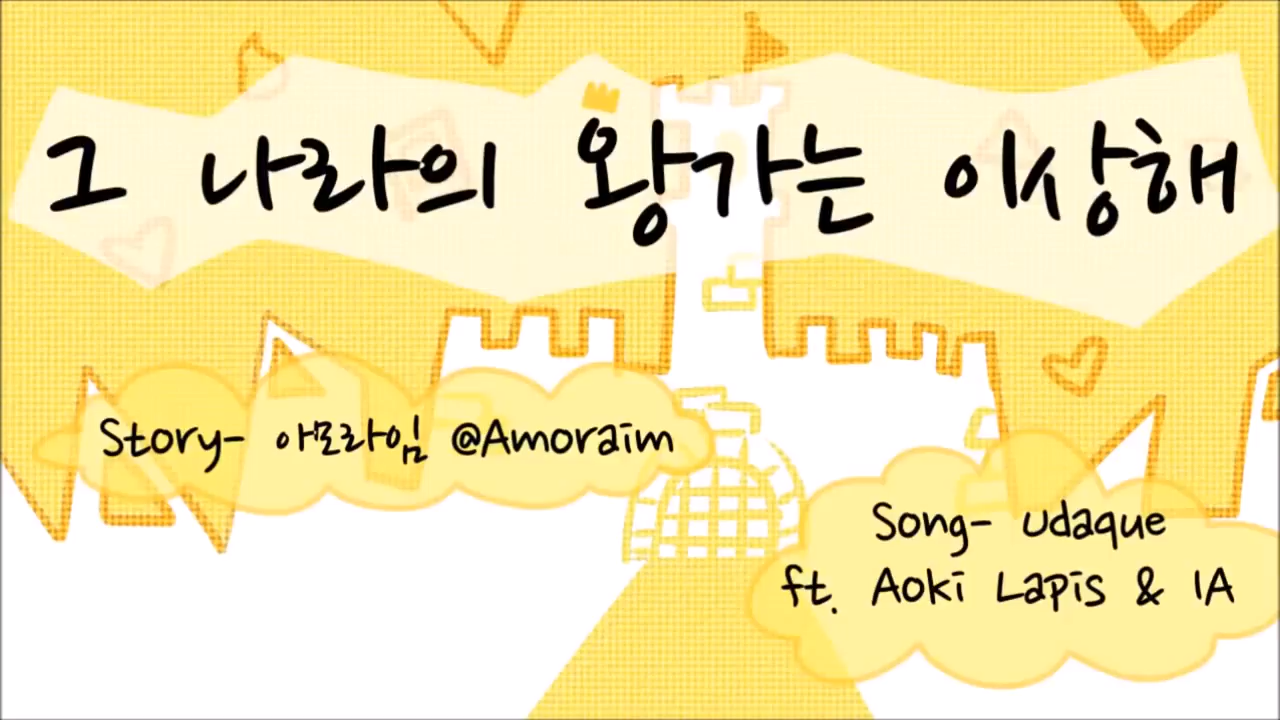 그 나라의 왕가는 이상해
Story- 아모라임 @Amoraim
Song- udaque
ft. Aoki Lapis & IA